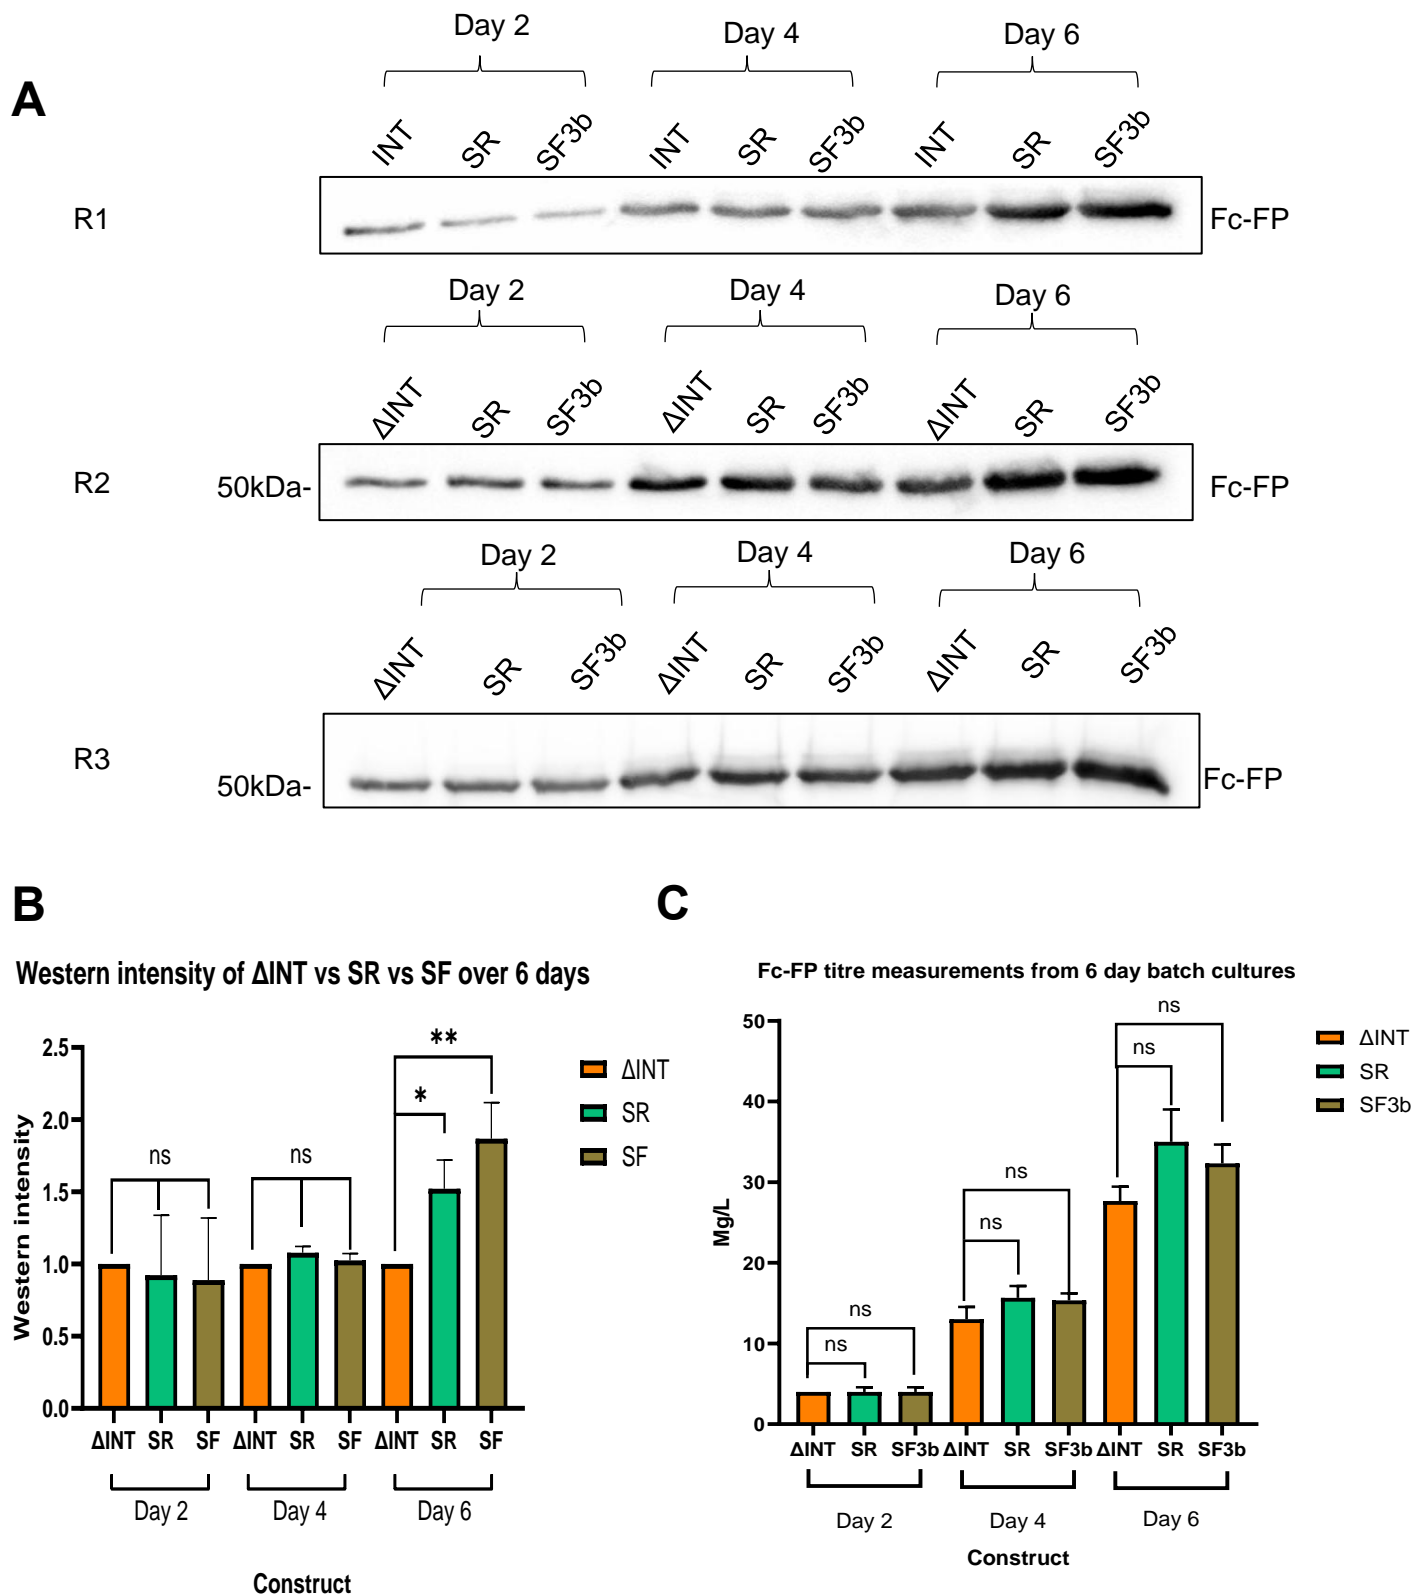 A
Day 2
Day 4
Day 6
INT
SR
SF3b
INT
SR
SF3b
INT
SR
SF3b
R1
Fc-FP
Day 2
Day 4
Day 6
ΔINT
SR
SF3b
ΔINT
SR
SF3b
ΔINT
SR
SF3b
R2
50kDa-
Fc-FP
Day 2
Day 4
Day 6
ΔINT
SR
SF3b
ΔINT
SR
SF3b
ΔINT
SR
SF3b
R3
50kDa-
Fc-FP
B
Western intensity of ΔINT vs SR vs SF over 6 days
Western intensity
2.5
2.0
1.5
1.0
0.5
0.0
ns
ns
*
**
ΔINT
SR
SF
ΔINT SR SF ΔINT SR SF ΔINT SR SF
Day 2 Day 4 Day 6
Construct
C
Fc-FP titre measurements from 6 day batch cultures
Mg/L
50
40
30
20
10
0
ns
ns
ns
ns
ns
ns
ΔINT
SR
SF3b
ΔINT SR SF3b ΔINT SR SF3b ΔINT SR SF3b
Day 2 Day 4 Day 6
Construct